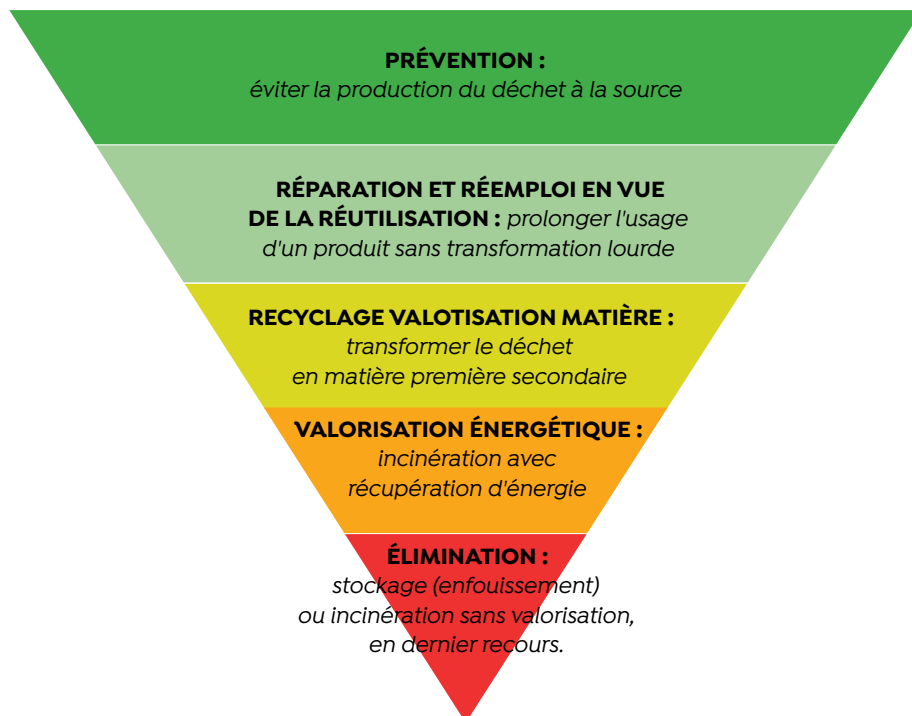 PRÉVENTION :
éviter la production du déchet à la source
RÉPARATION ET RÉEMPLOI EN VUE
DE LA RÉUTILISATION : prolonger l'usage
d'un produit sans transformation lourde
RECYCLAGE VALOTISATION MATIÈRE :
transformer le déchet
en matière première secondaire
VALORISATION ÉNERGÉTIQUE :
incinération avec
récupération d'énergie
ÉLIMINATION :
stockage (enfouissement)
ou incinération sans valorisation,
en dernier recours.